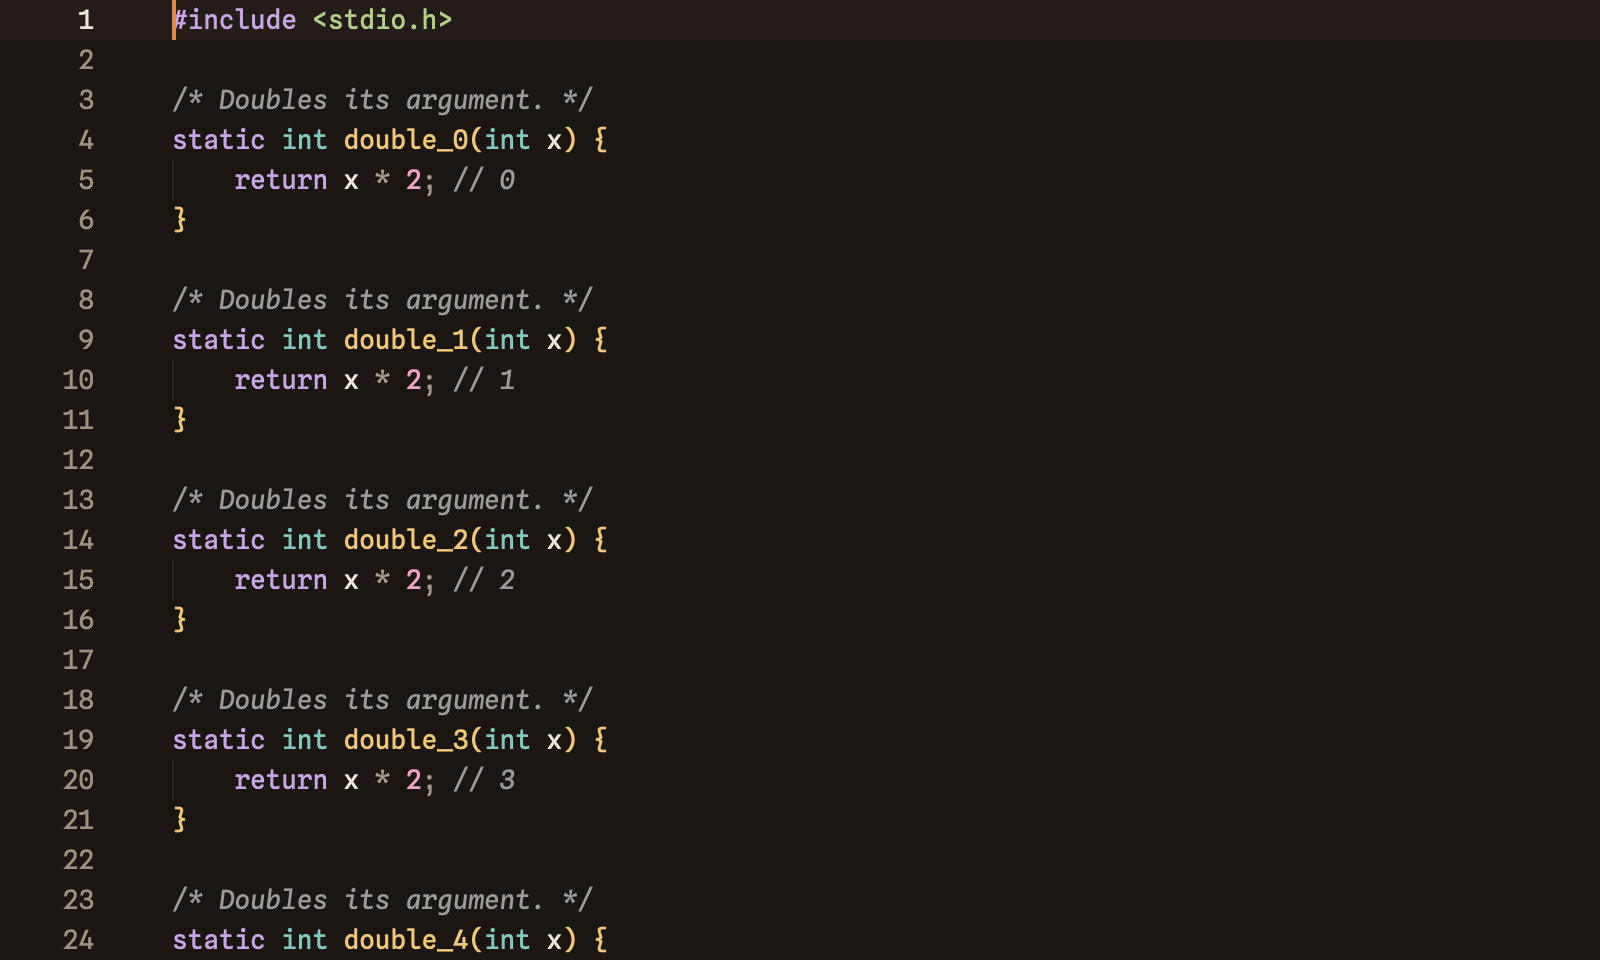 1 #include <stdio.h>
2
3 /* Doubles its argument. */
4 static int double_0(int x) {
5     return x * 2; // 0
6 }
7
8 /* Doubles its argument. */
9 static int double_1(int x) {
10     return x * 2; // 1
11 }
12
13 /* Doubles its argument. */
14 static int double_2(int x) {
15     return x * 2; // 2
16 }
17
18 /* Doubles its argument. */
19 static int double_3(int x) {
20     return x * 2; // 3
21 }
22
23 /* Doubles its argument. */
24 static int double_4(int x) {